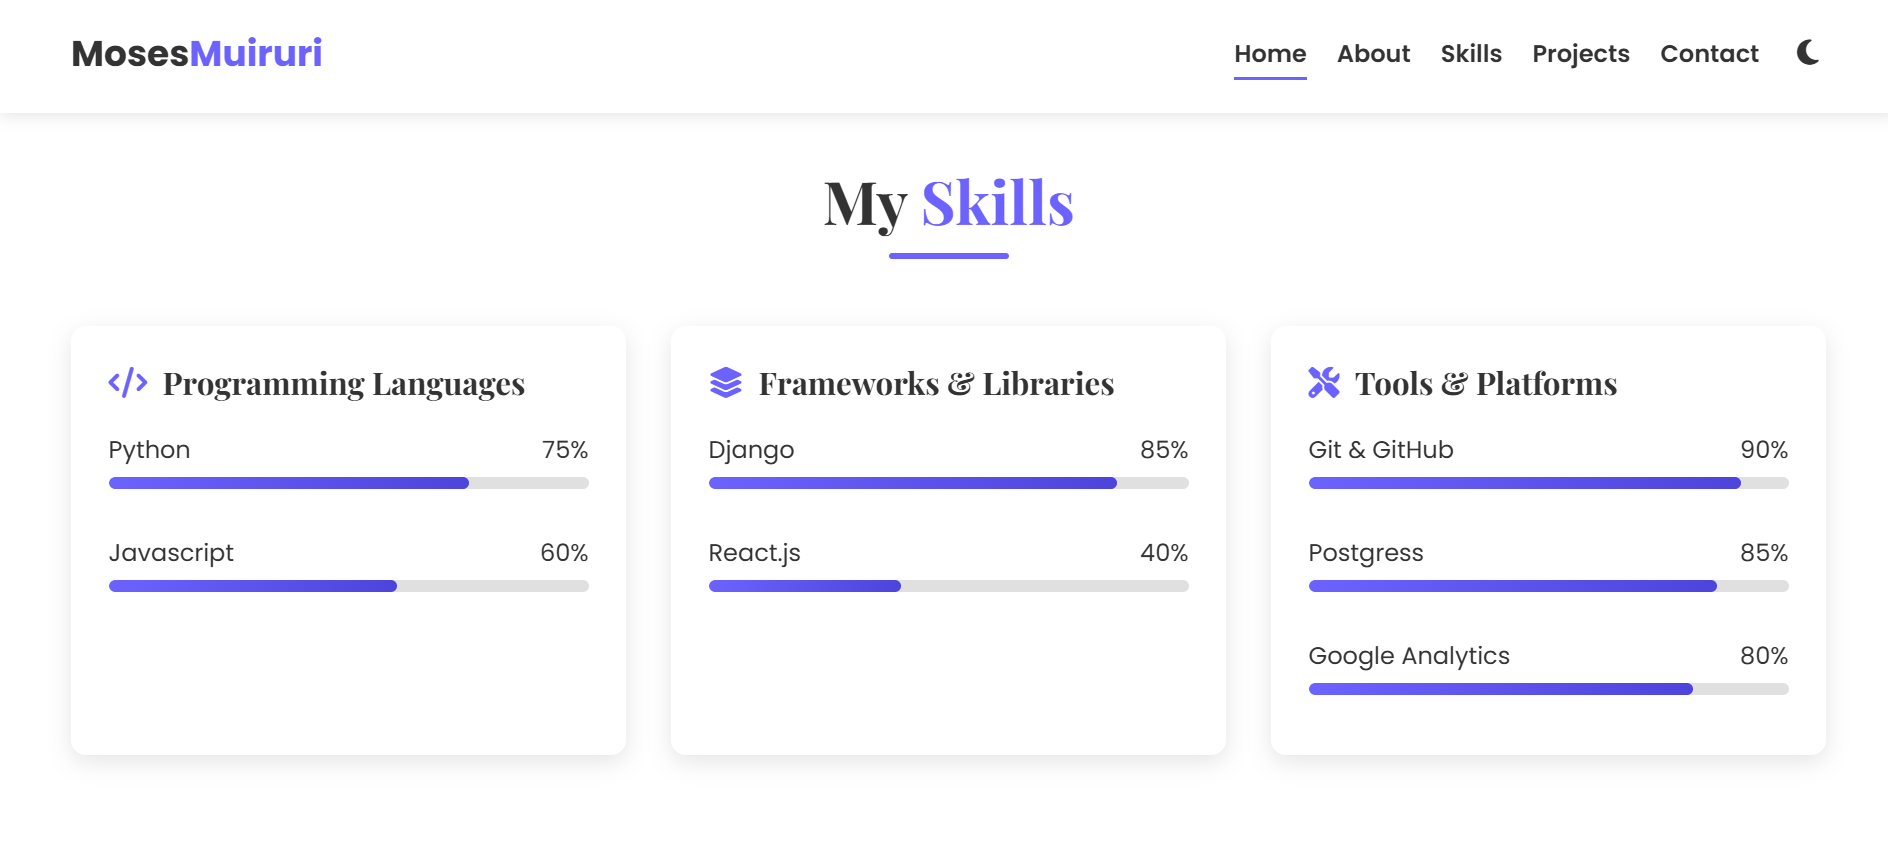 MosesMuiruri
Home About Skills Projects Contact
My Skills
Programming Languages
Python 75%
Javascript 60%
Frameworks & Libraries
Django 85%
React.js 40%
Tools & Platforms
Git & GitHub 90%
Postgress 85%
Google Analytics 80%